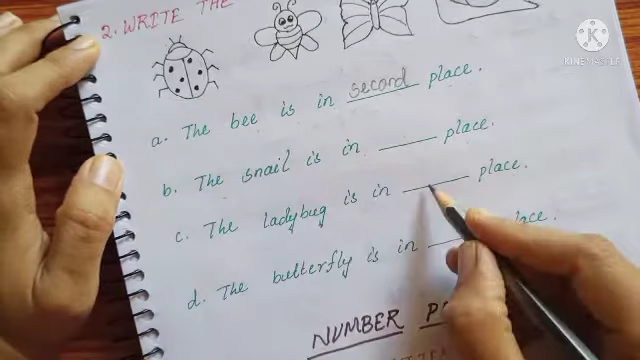 2. WRITE THE
KINEMASTER
a. The bee is in second place.
b. The snail is in ____ place.
c. The ladybug is in ____ place.
d. The butterfly is in ____ place.
NUMBER